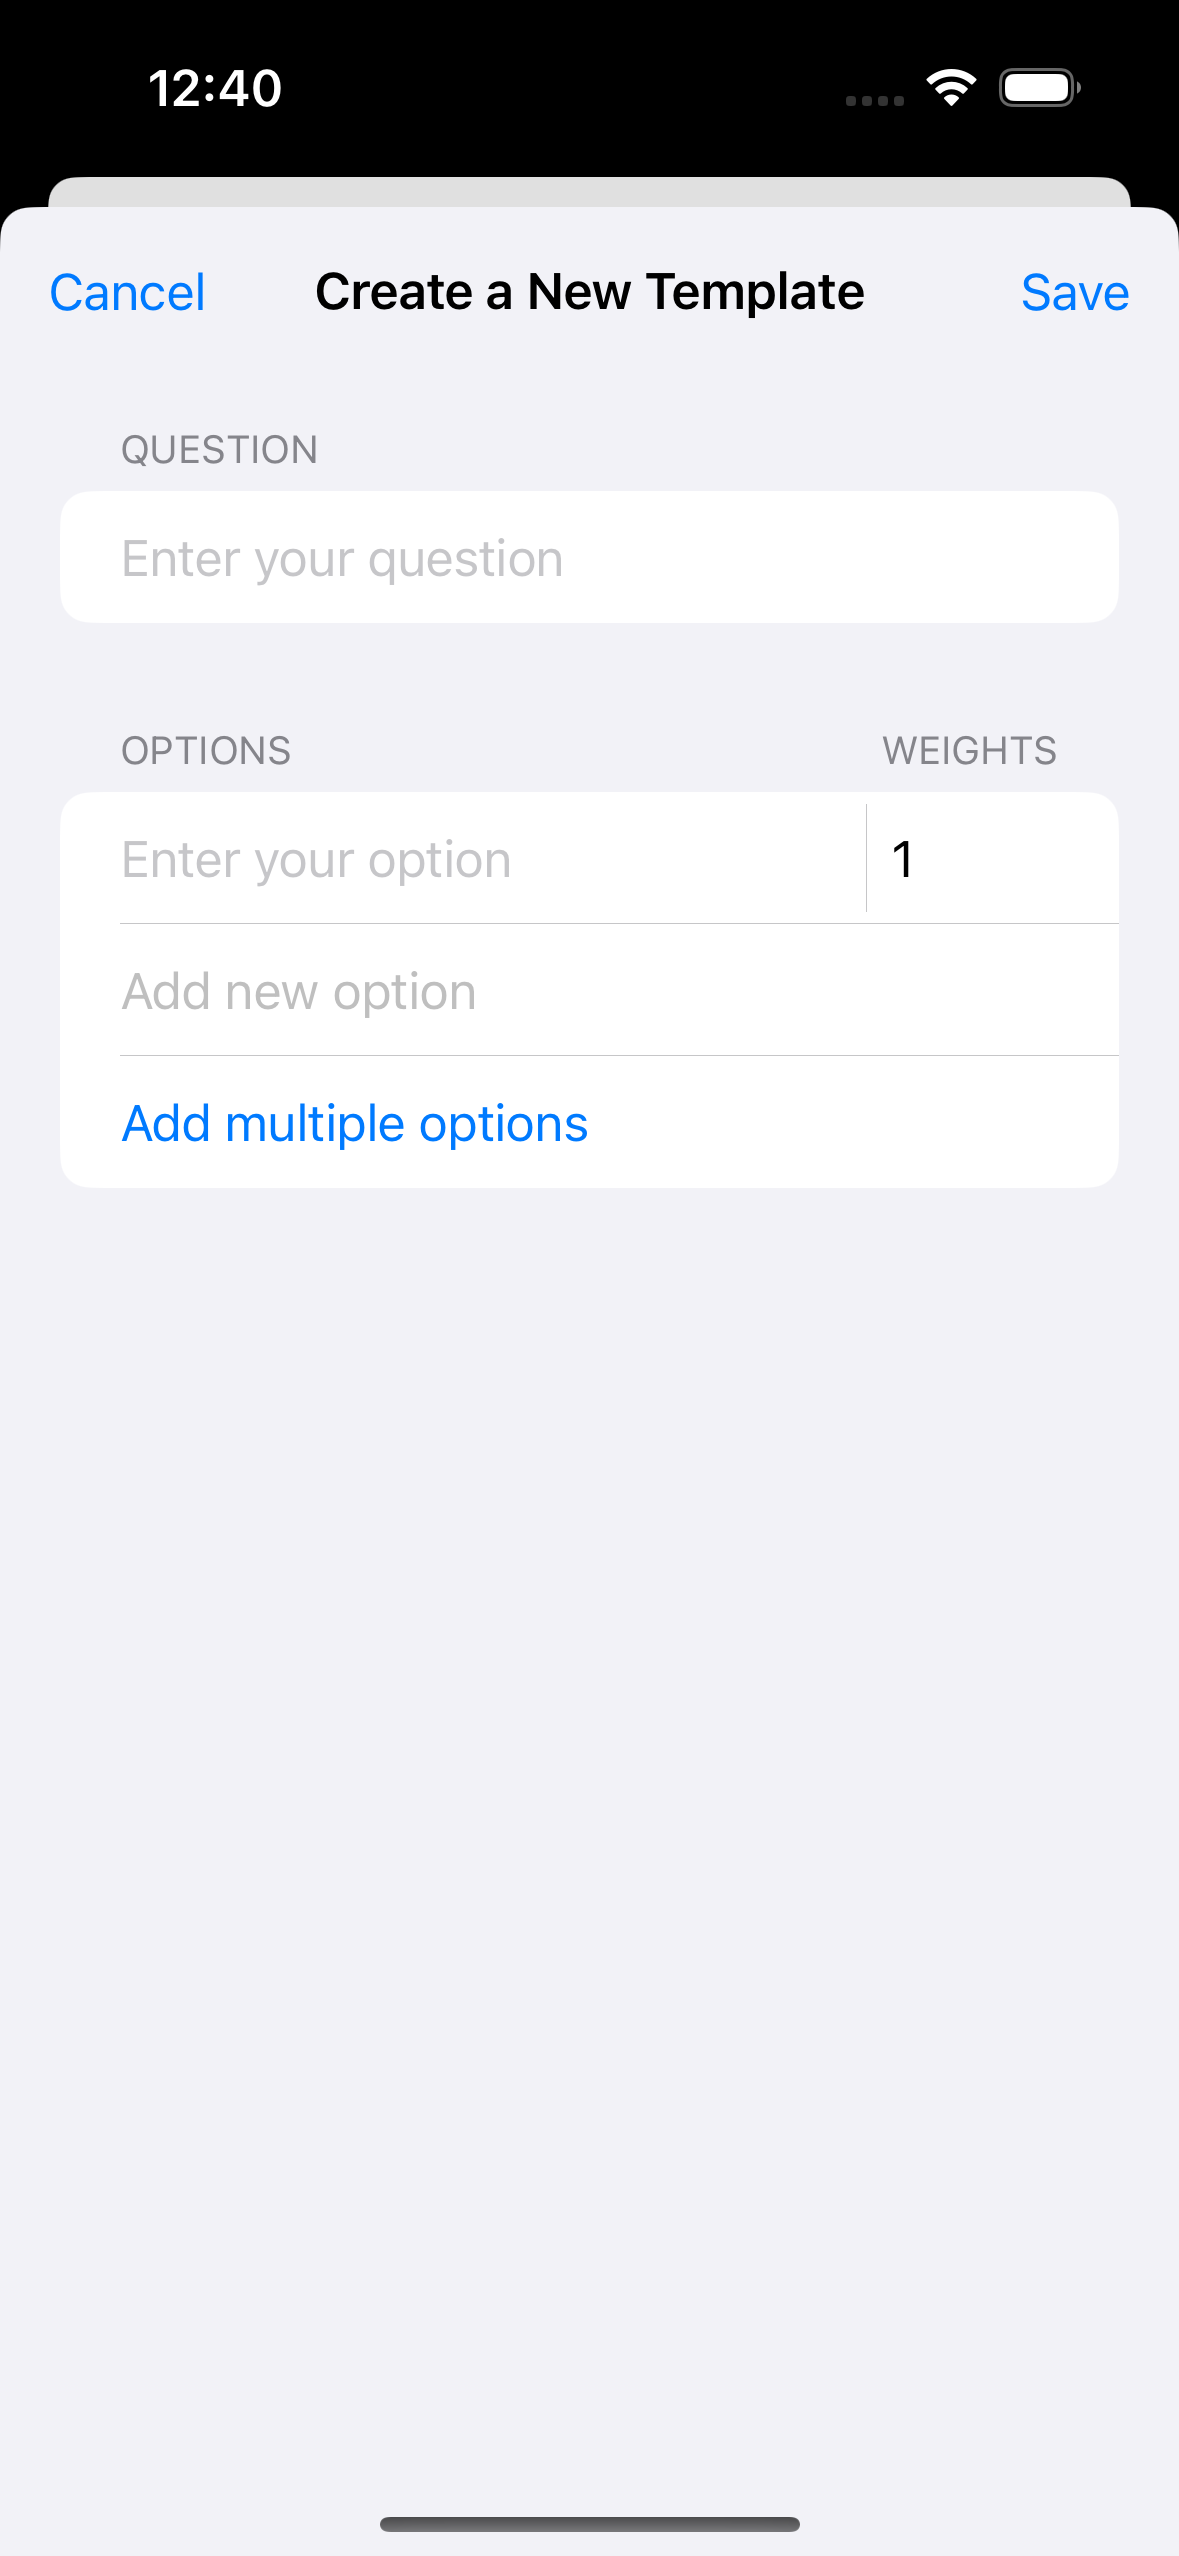 12:40
Cancel Create a New Template Save
QUESTION
Enter your question
OPTIONS WEIGHTS
Enter your option 1
Add new option
Add multiple options